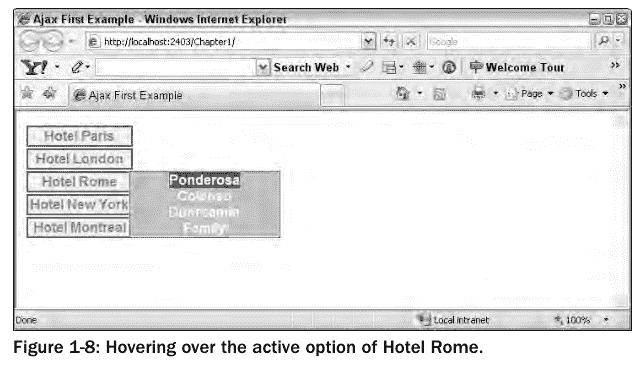 Ajax First Example - Windows Internet Explorer
http://localhost:2403/Chapter1/
Google
Y! Search Web Welcome Tour »
Ajax First Example Page Tools »
Hotel Paris
Hotel London
Hotel Rome Ponderosa
Colenso
Hotel New York Dunroamin
Hotel Montreal Family
Done Local intranet 100%
Figure 1-8: Hovering over the active option of Hotel Rome.